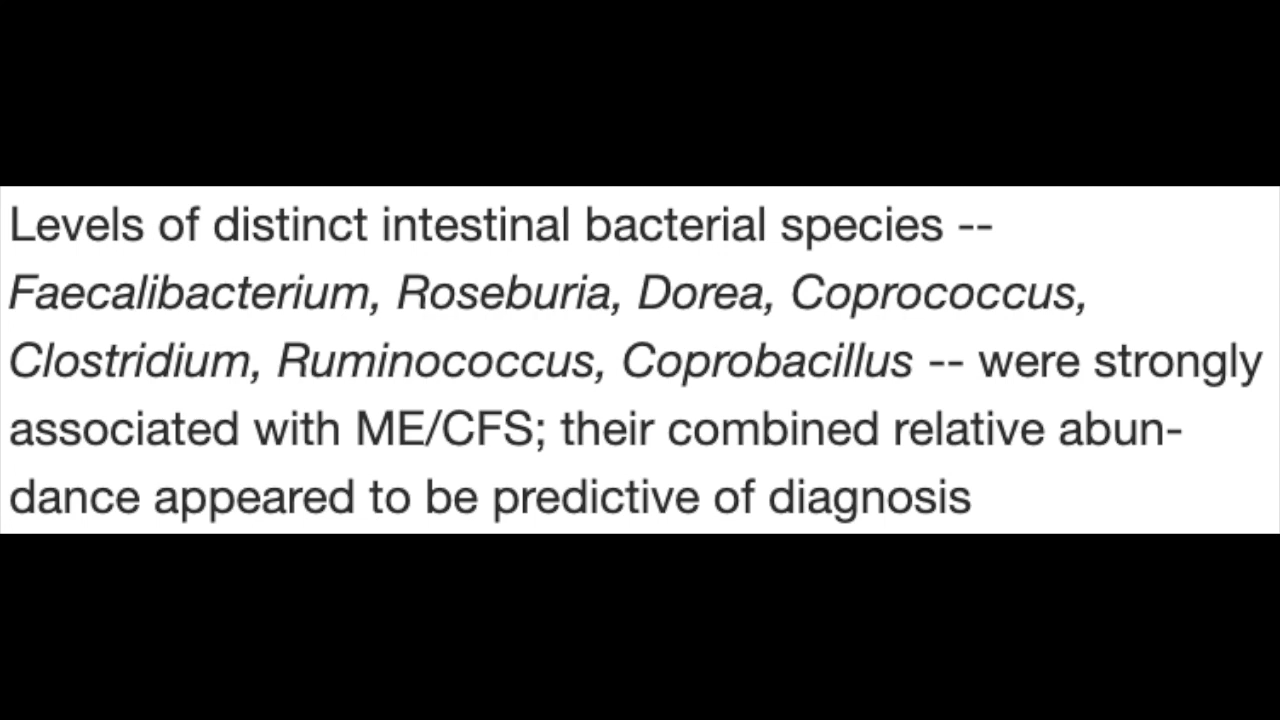 Levels of distinct intestinal bacterial species --
Faecalibacterium, Roseburia, Dorea, Coprococcus,
Clostridium, Ruminococcus, Coprobacillus -- were strongly
associated with ME/CFS; their combined relative abun-
dance appeared to be predictive of diagnosis